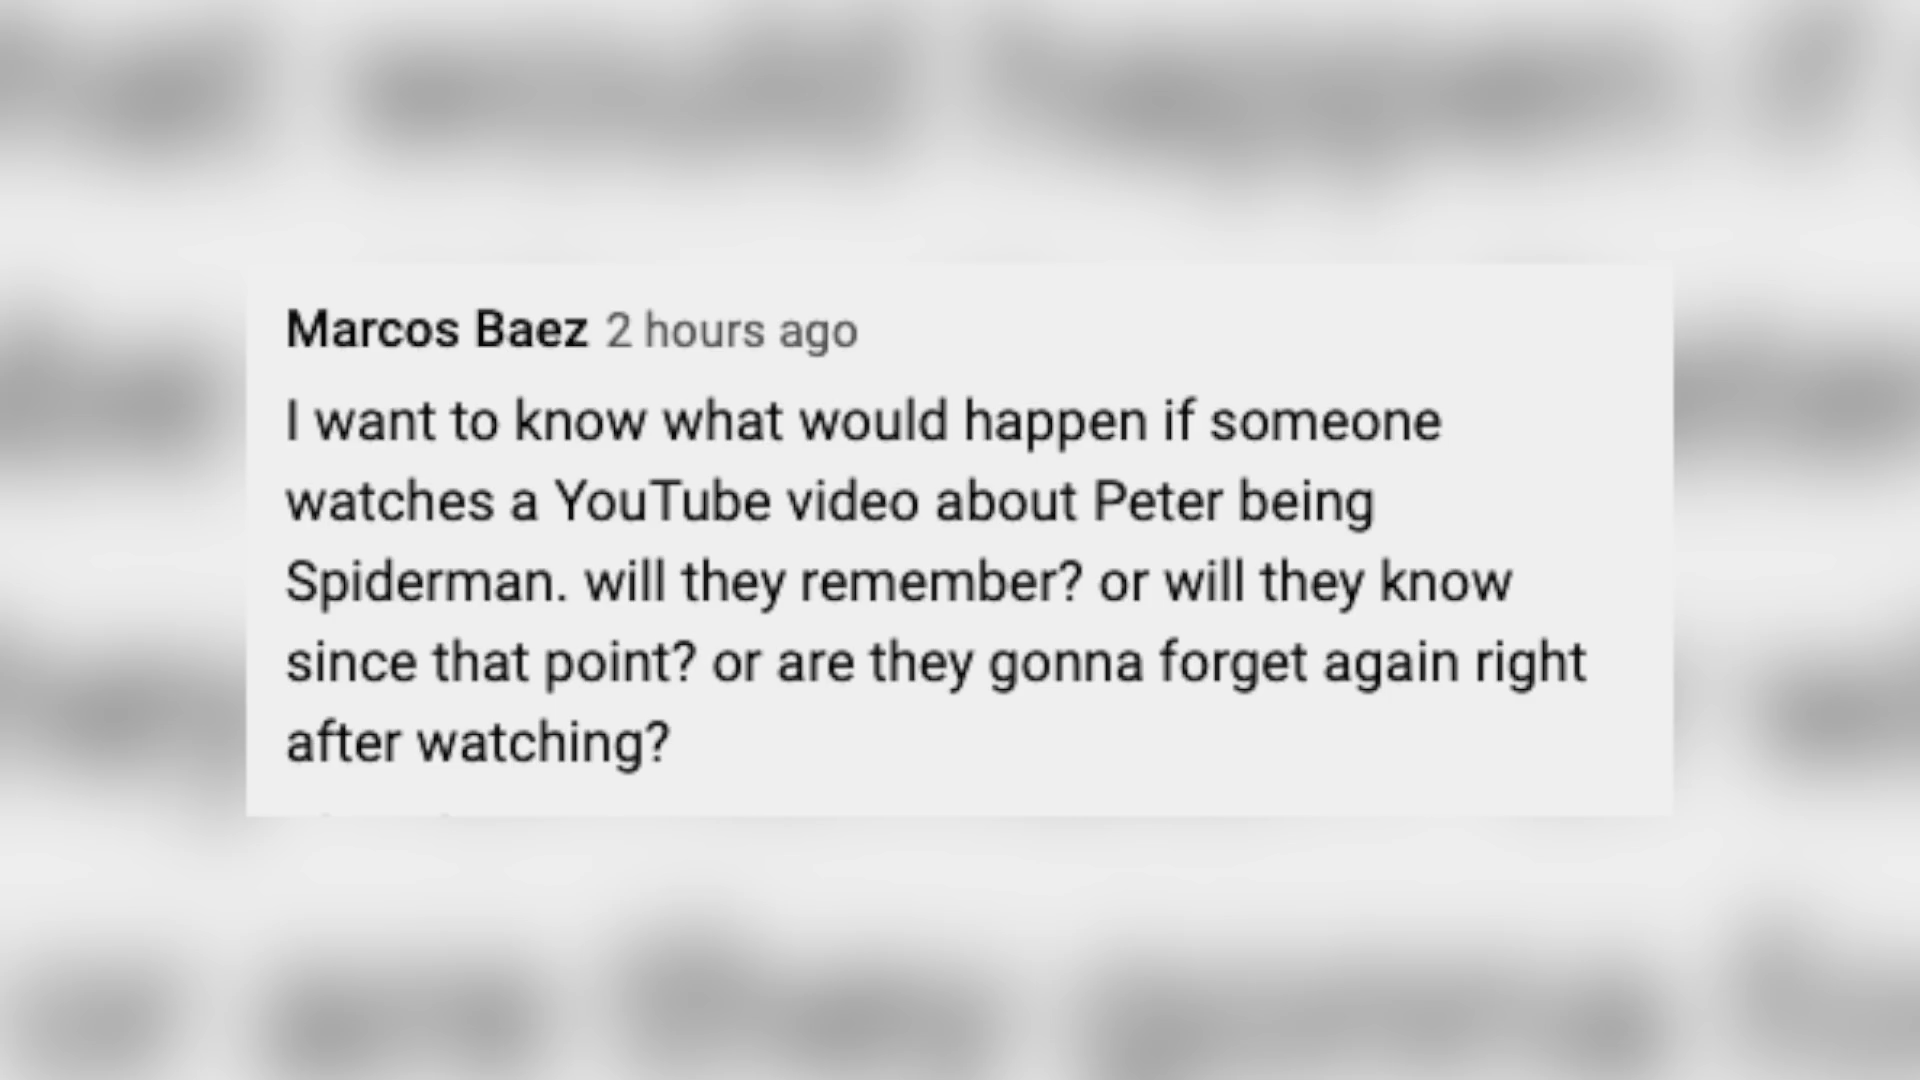 Marcos Baez 2 hours ago
I want to know what would happen if someone
watches a YouTube video about Peter being
Spiderman. will they remember? or will they know
since that point? or are they gonna forget again right
after watching?